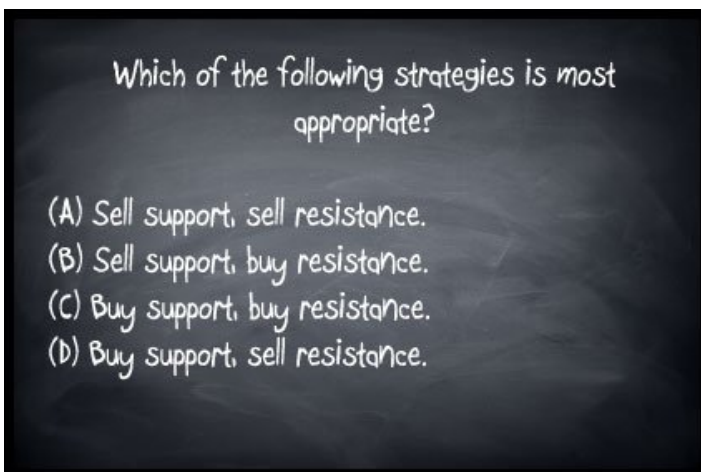 Which of the following strategies is most
appropriate?
(A) Sell support, sell resistance.
(B) Sell support, buy resistance.
(C) Buy support, buy resistance.
(D) Buy support, sell resistance.